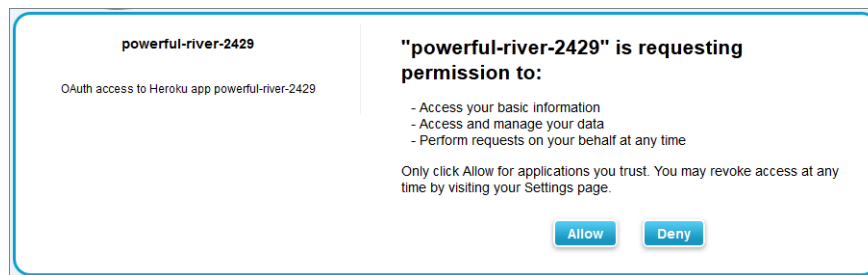 powerful-river-2429
OAuth access to Heroku app powerful-river-2429
"powerful-river-2429" is requesting
permission to:
- Access your basic information
- Access and manage your data
- Perform requests on your behalf at any time
Only click Allow for applications you trust. You may revoke access at any
time by visiting your Settings page.
Allow Deny